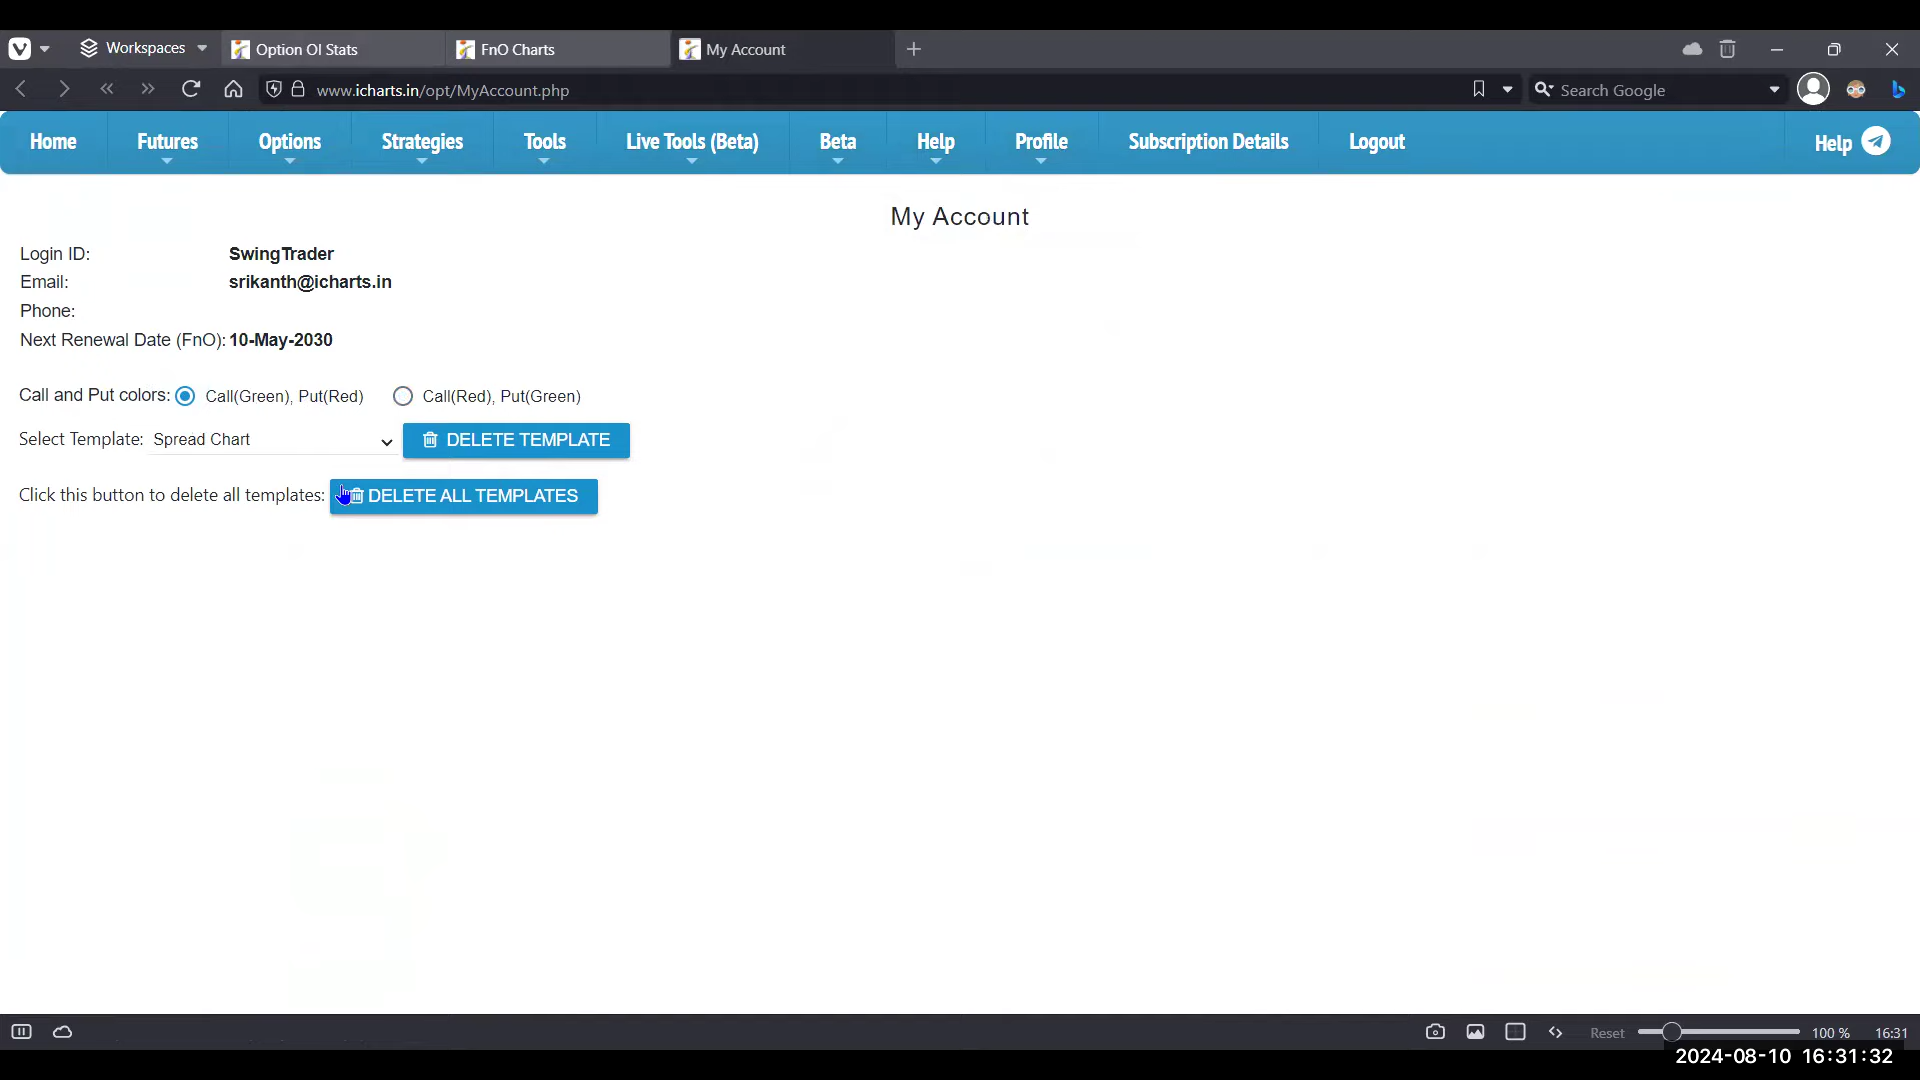 Workspaces Option OI Stats FnO Charts My Account
www.icharts.in/opt/MyAccount.php Search Google
Home Futures Options Strategies Tools Live Tools (Beta) Beta Help Profile Subscription Details Logout Help
My Account
Login ID: SwingTrader
Email: srikanth@icharts.in
Phone:
Next Renewal Date (FnO): 10-May-2030
Call and Put colors: Call(Green), Put(Red) Call(Red), Put(Green)
Select Template: Spread Chart DELETE TEMPLATE
Click this button to delete all templates: DELETE ALL TEMPLATES
Reset 100 % 16:31
2024-08-10 16:31:32